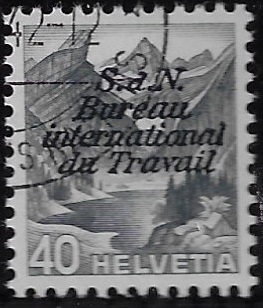 S.d.N.
Bureau
international
du Travail
40 HELVETIA